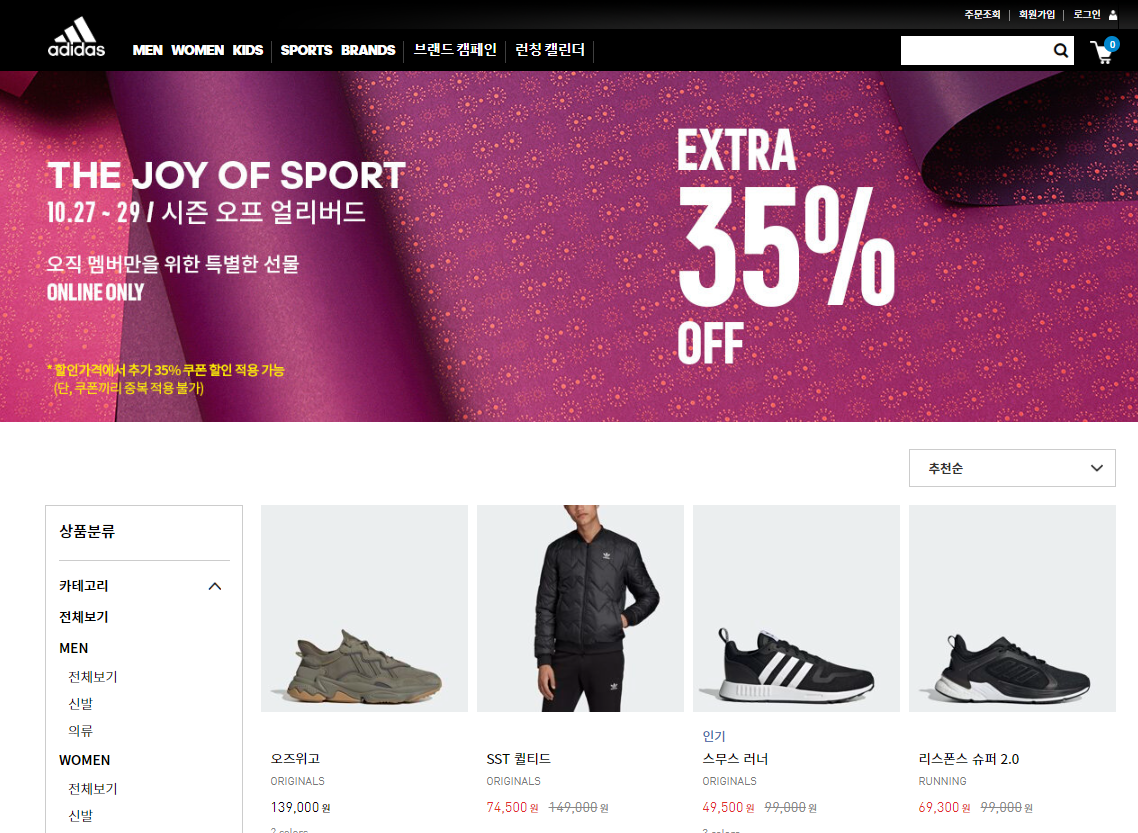 주문조회 회원가입 로그인
adidas
MEN WOMEN KIDS SPORTS BRANDS 브랜드 캠페인 런칭 캘린더
0
THE JOY OF SPORT
10.27 ~ 29 / 시즌 오프 얼리버드
오직 멤버만을 위한 특별한 선물
ONLINE ONLY
* 할인가격에서 추가 35% 쿠폰 할인 적용 가능
(단, 쿠폰끼리 중복 적용 불가)
EXTRA
35%
OFF
추천순
상품분류
카테고리
전체보기
MEN
전체보기
신발
의류
WOMEN
전체보기
신발
오즈위고
ORIGINALS
139,000 원
2 colors
SST 퀼티드
ORIGINALS
74,500 원 149,000 원
인기
스무스 러너
ORIGINALS
49,500 원 99,000 원
2 colors
리스폰스 슈퍼 2.0
RUNNING
69,300 원 99,000 원